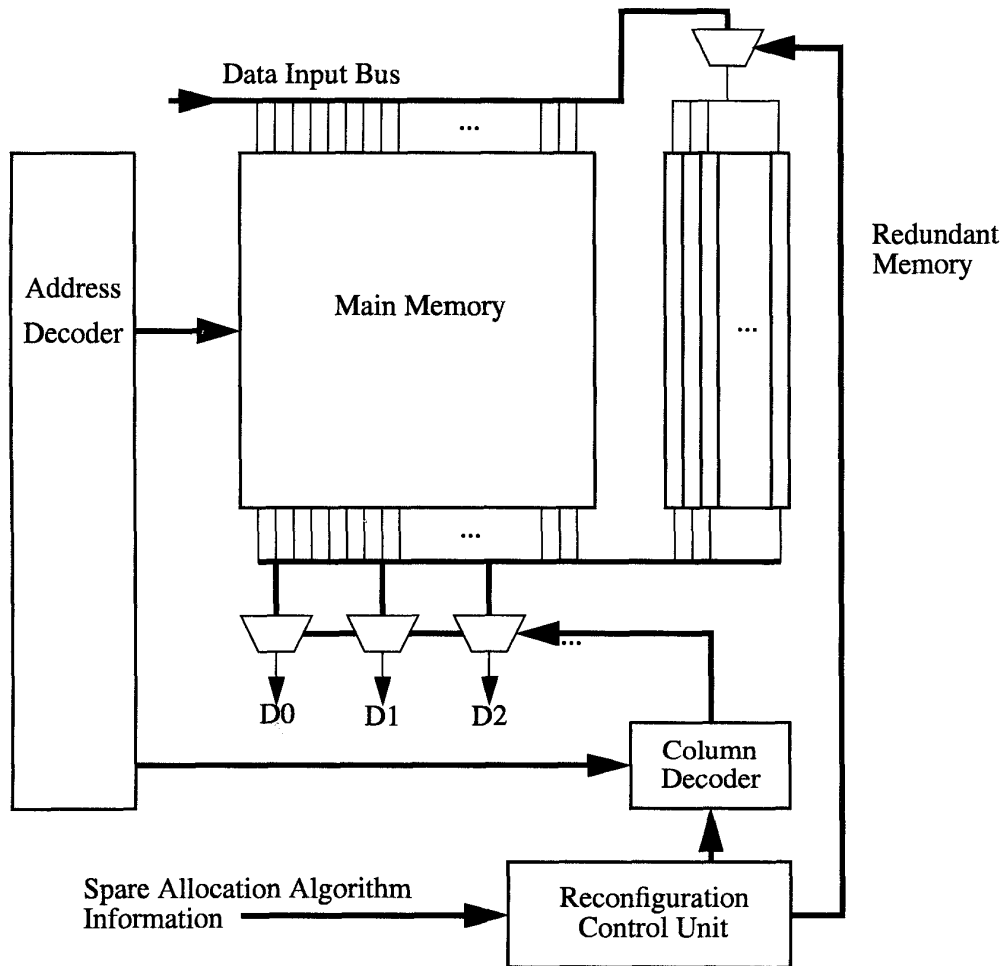 Data Input Bus
...
Redundant
Memory
Address
Decoder
Main Memory
...
...
...
D0
D1
D2
Column
Decoder
Spare Allocation Algorithm
Information
Reconfiguration
Control Unit